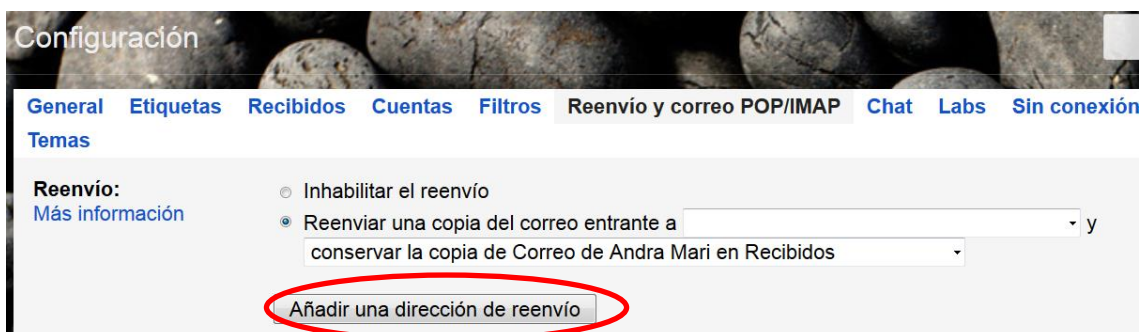 Configuración
General Etiquetas Recibidos Cuentas Filtros Reenvío y correo POP/IMAP Chat Labs Sin conexión
Temas
Reenvío:
Más información
Inhabilitar el reenvío
Reenviar una copia del correo entrante a y
conservar la copia de Correo de Andra Mari en Recibidos
Añadir una dirección de reenvío